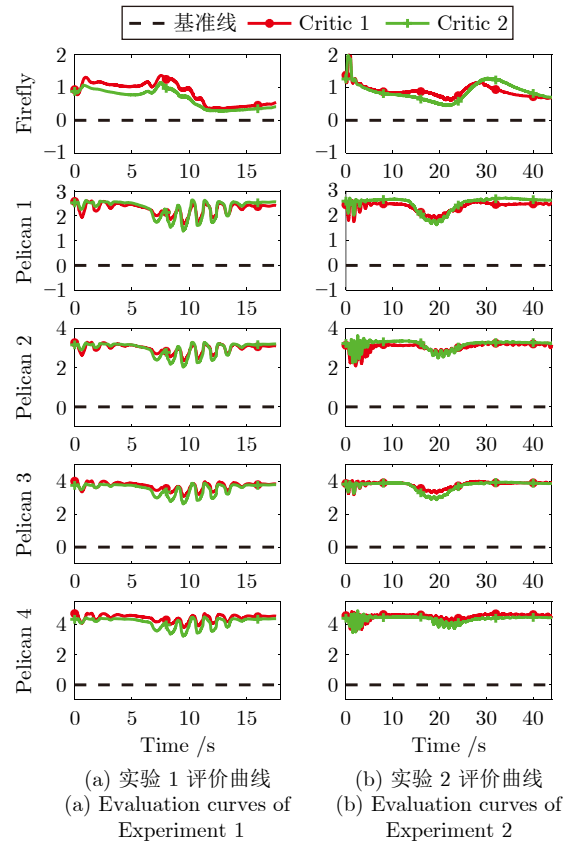 基准线 Critic 1 Critic 2
Firefly
2
1
0
−1
0 5 10 15
2
1
0
−1
0 10 20 30 40
Pelican 1
3
2
1
0
−1
0 5 10 15
3
2
1
0
−1
0 10 20 30 40
Pelican 2
4
2
0
0 5 10 15
4
2
0
0 10 20 30 40
Pelican 3
4
2
0
0 5 10 15
4
2
0
0 10 20 30 40
Pelican 4
4
2
0
0 5 10 15
4
2
0
0 10 20 30 40
Time /s
Time /s
(a) 实验 1 评价曲线
(a) Evaluation curves of
Experiment 1
(b) 实验 2 评价曲线
(b) Evaluation curves of
Experiment 2